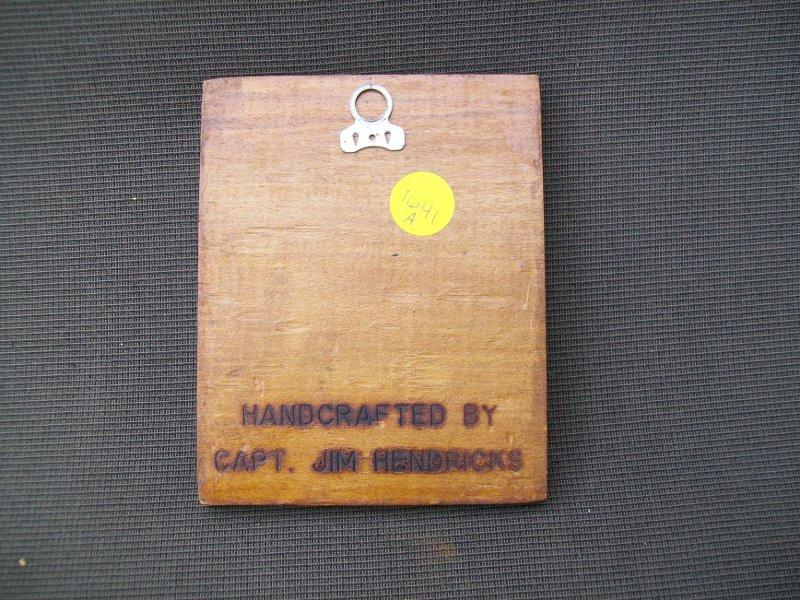 1641
A
HANDCRAFTED BY
CAPT. JIM HENDRICKS